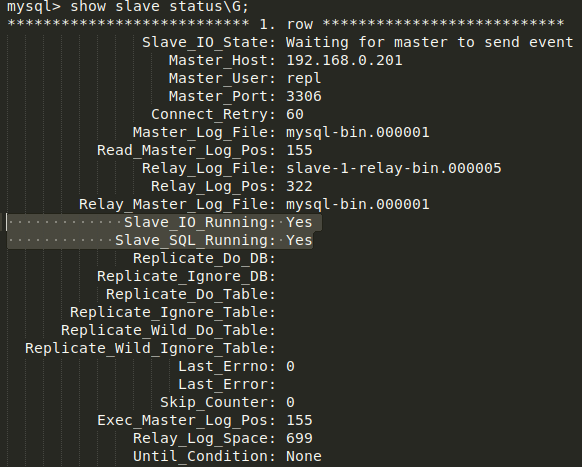 mysql> show slave status\G;
*************************** 1. row ***************************
Slave_IO_State: Waiting for master to send event
Master_Host: 192.168.0.201
Master_User: repl
Master_Port: 3306
Connect_Retry: 60
Master_Log_File: mysql-bin.000001
Read_Master_Log_Pos: 155
Relay_Log_File: slave-1-relay-bin.000005
Relay_Log_Pos: 322
Relay_Master_Log_File: mysql-bin.000001
Slave_IO_Running: Yes
Slave_SQL_Running: Yes
Replicate_Do_DB:
Replicate_Ignore_DB:
Replicate_Do_Table:
Replicate_Ignore_Table:
Replicate_Wild_Do_Table:
Replicate_Wild_Ignore_Table:
Last_Errno: 0
Last_Error:
Skip_Counter: 0
Exec_Master_Log_Pos: 155
Relay_Log_Space: 699
Until_Condition: None